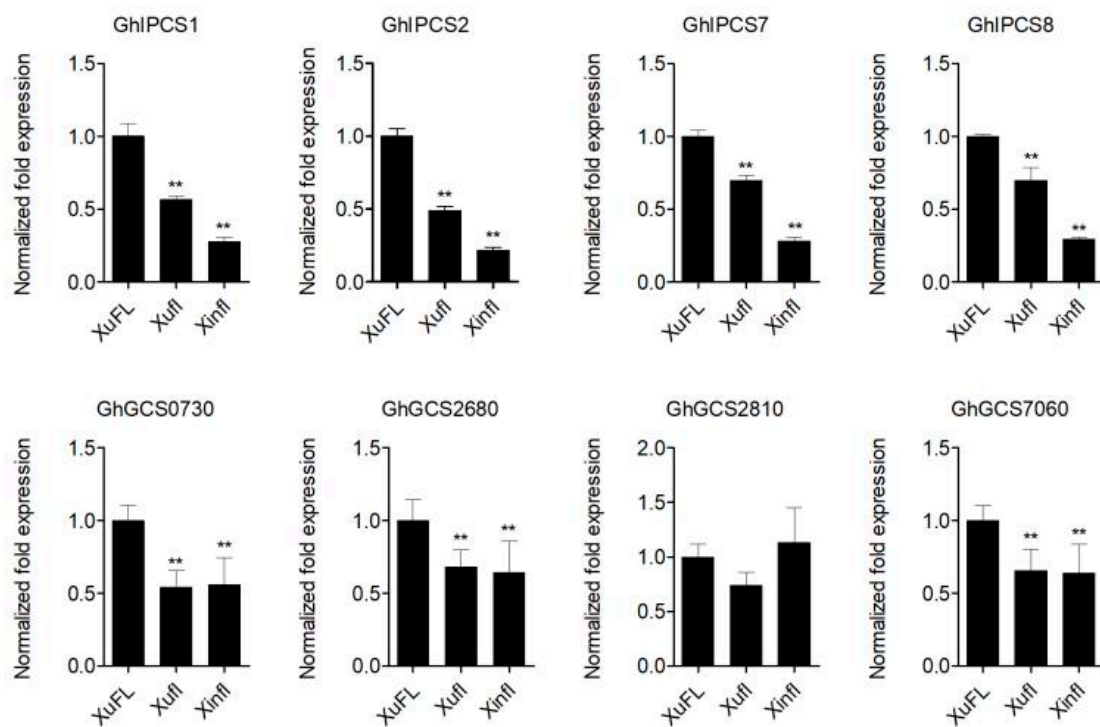 GhIPCS1
GhIPCS2
GhIPCS7
GhIPCS8
Normalized fold expression
1.5
1.0
0.5
0.0
**
**
XuFL
Xufl
Xinfl
Normalized fold expression
1.5
1.0
0.5
0.0
**
**
XuFL
Xufl
Xinfl
Normalized fold expression
1.5
1.0
0.5
0.0
**
**
XuFL
Xufl
Xinfl
Normalized fold expression
1.5
1.0
0.5
0.0
**
**
XuFL
Xufl
Xinfl
GhGCS0730
GhGCS2680
GhGCS2810
GhGCS7060
Normalized fold expression
1.5
1.0
0.5
0.0
**
**
XuFL
Xufl
Xinfl
Normalized fold expression
1.5
1.0
0.5
0.0
**
**
XuFL
Xufl
Xinfl
Normalized fold expression
2.0
1.5
1.0
0.5
0.0
XuFL
Xufl
Xinfl
Normalized fold expression
1.5
1.0
0.5
0.0
**
**
XuFL
Xufl
Xinfl